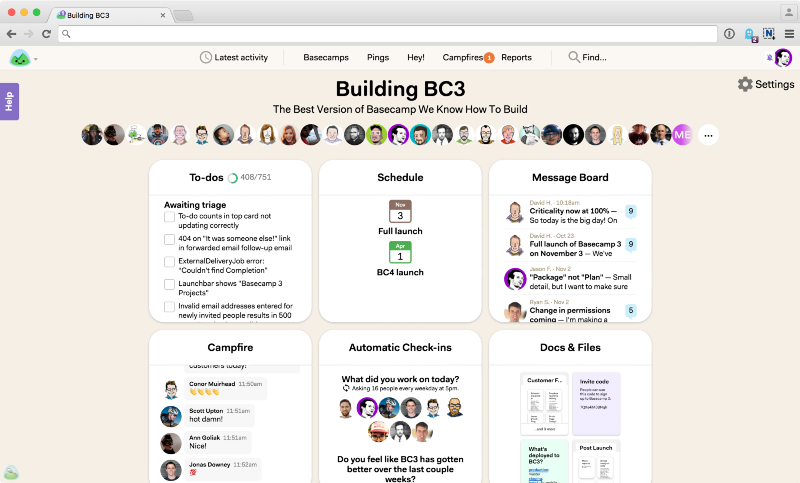 Building BC3
Latest activity
Basecamps
Pings
Hey!
Campfires 1
Reports
Find...
Help
Settings
Building BC3
The Best Version of Basecamp We Know How To Build
ME
...
To-dos 408/751
Awaiting triage
To-do counts in top card not
updating correctly
404 on "It was someone else!" link
in forwarded email follow-up email
ExternalDeliveryJob error:
"Couldn't find Completion"
Launchbar shows "Basecamp 3
Projects"
Invalid email addresses entered for
newly invited people results in 500
Schedule
Nov
3
Full launch
Apr
1
BC4 launch
Message Board
David H. · 10:18am
Criticality now at 100% —
So today is the big day! On
9
David H. · Oct 23
Full launch of Basecamp 3
on November 3 — We've
9
Jason F. · Nov 2
"Package" not "Plan" — Small
detail, but I want to make sure
Ryan S. · Nov 2
Change in permissions
coming — I'm making a
5
Campfire
customers today!
Conor Muirhead 11:50am
Scott Upton 11:51am
hot damn!
Ann Goliak 11:51am
Nice!
Jonas Downey 11:52am
💯
Automatic Check-ins
What did you work on today?
Asking 16 people every weekday at 5pm.
Do you feel like BC3 has gotten
better over the last couple
weeks?
Docs & Files
Customer F...
...and 9 more
Invite code
What's
deployed to
BC3?
production
Post Launch